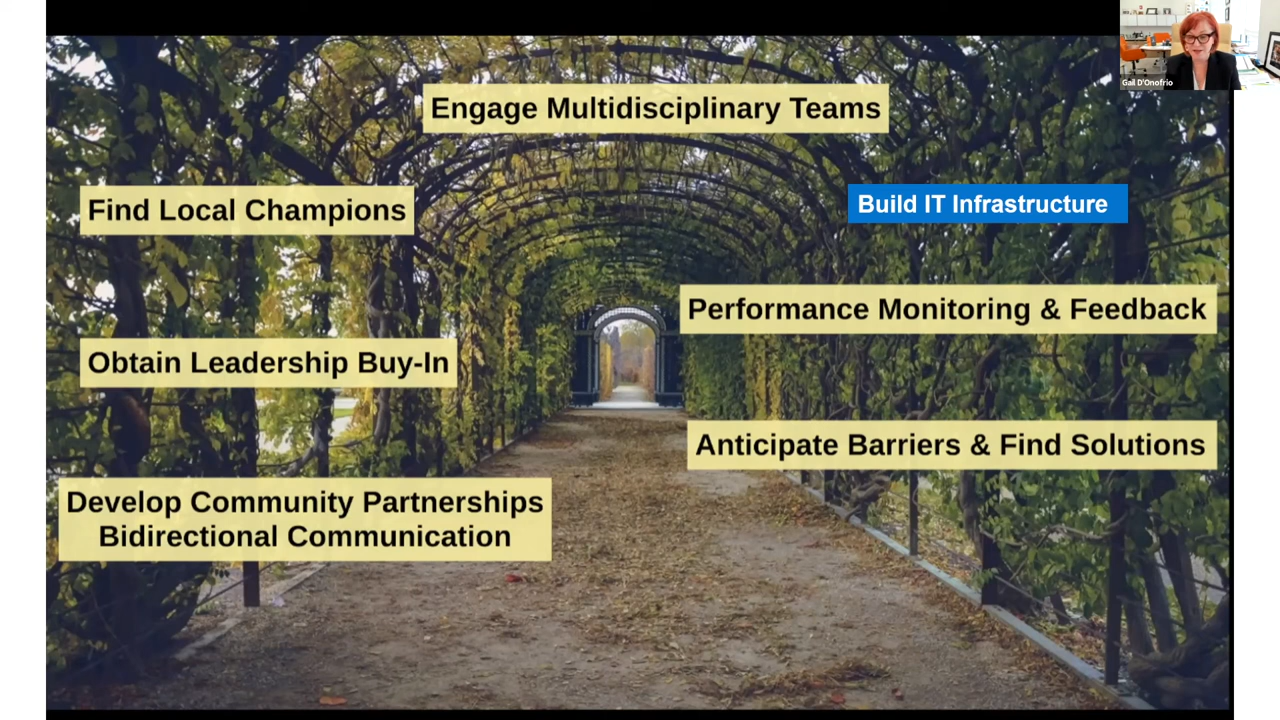 Gail D'Onofrio
Engage Multidisciplinary Teams
Find Local Champions
Build IT Infrastructure
Performance Monitoring & Feedback
Obtain Leadership Buy-In
Anticipate Barriers & Find Solutions
Develop Community Partnerships
Bidirectional Communication